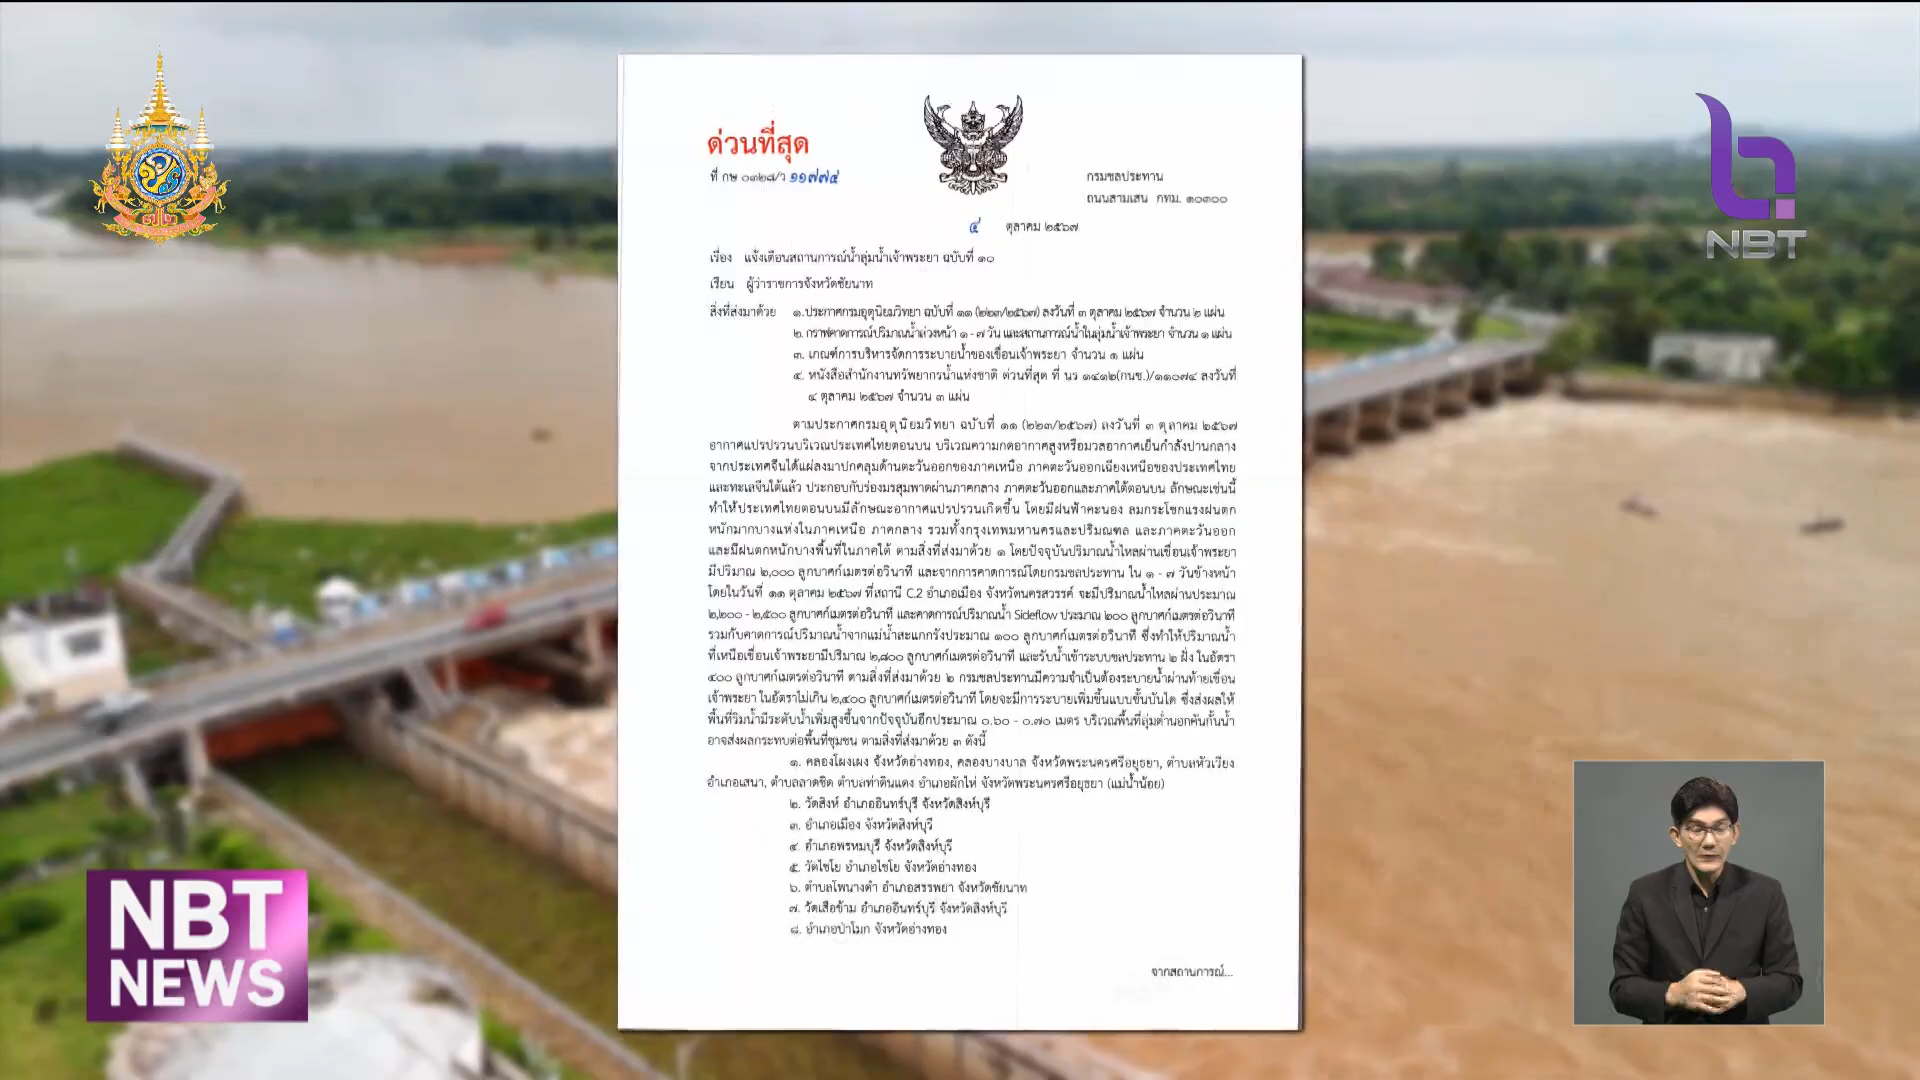 ด่วนที่สุด
ที่ กษ ๐๓๒๘/ว ๑๑๗๗๔
กรมชลประทาน
ถนนสามเสน กทม. ๑๐๓๐๐
๔ ตุลาคม ๒๕๖๗
เรื่อง แจ้งเตือนสถานการณ์น้ำลุ่มน้ำเจ้าพระยา ฉบับที่ ๑๐
เรียน ผู้ว่าราชการจังหวัดชัยนาท
สิ่งที่ส่งมาด้วย ๑.ประกาศกรมอุตุนิยมวิทยา ฉบับที่ ๑๑ (๒๒๓/๒๕๖๗) ลงวันที่ ๓ ตุลาคม ๒๕๖๗ จำนวน ๒ แผ่น
๒. กราฟคาดการณ์ปริมาณน้ำล่วงหน้า ๑ - ๗ วัน และสถานการณ์น้ำในลุ่มน้ำเจ้าพระยา จำนวน ๑ แผ่น
๓. เกณฑ์การบริหารจัดการระบายน้ำของเขื่อนเจ้าพระยา จำนวน ๑ แผ่น
๔. หนังสือสำนักงานทรัพยากรน้ำแห่งชาติ ด่วนที่สุด ที่ นร ๑๔๑๒(กนช.)/๑๑๐๗๔ ลงวันที่
๔ ตุลาคม ๒๕๖๗ จำนวน ๓ แผ่น
ตามประกาศกรมอุตุนิยมวิทยา ฉบับที่ ๑๑ (๒๒๓/๒๕๖๗) ลงวันที่ ๓ ตุลาคม ๒๕๖๗
อากาศแปรปรวนบริเวณประเทศไทยตอนบน บริเวณความกดอากาศสูงหรือมวลอากาศเย็นกำลังปานกลาง
จากประเทศจีนได้แผ่ลงมาปกคลุมด้านตะวันออกของภาคเหนือ ภาคตะวันออกเฉียงเหนือของประเทศไทย
และทะเลจีนใต้แล้ว ประกอบกับร่องมรสุมพาดผ่านภาคกลาง ภาคตะวันออกและภาคใต้ตอนบน ลักษณะเช่นนี้
ทำให้ประเทศไทยตอนบนมีลักษณะอากาศแปรปรวนเกิดขึ้น โดยมีฝนฟ้าคะนอง ลมกระโชกแรงฝนตก
หนักมากบางแห่งในภาคเหนือ ภาคกลาง รวมทั้งกรุงเทพมหานครและปริมณฑล และภาคตะวันออก
และมีฝนตกหนักบางพื้นที่ในภาคใต้ ตามสิ่งที่ส่งมาด้วย ๑ โดยปัจจุบันปริมาณน้ำไหลผ่านเขื่อนเจ้าพระยา
มีปริมาณ ๒,๐๐๐ ลูกบาศก์เมตรต่อวินาที และจากการคาดการณ์โดยกรมชลประทาน ใน ๑ - ๗ วันข้างหน้า
โดยในวันที่ ๑๑ ตุลาคม ๒๕๖๗ ที่สถานี C.2 อำเภอเมือง จังหวัดนครสวรรค์ จะมีปริมาณน้ำไหลผ่านประมาณ
๒,๒๐๐ - ๒,๕๐๐ ลูกบาศก์เมตรต่อวินาที และคาดการณ์ปริมาณน้ำ Sideflow ประมาณ ๒๐๐ ลูกบาศก์เมตรต่อวินาที
รวมกับคาดการณ์ปริมาณน้ำจากแม่น้ำสะแกกรังประมาณ ๑๐๐ ลูกบาศก์เมตรต่อวินาที ซึ่งทำให้ปริมาณน้ำ
ที่เหนือเขื่อนเจ้าพระยามีปริมาณ ๒,๘๐๐ ลูกบาศก์เมตรต่อวินาที และรับน้ำเข้าระบบชลประทาน ๒ ฝั่ง ในอัตรา
๔๐๐ ลูกบาศก์เมตรต่อวินาที ตามสิ่งที่ส่งมาด้วย ๒ กรมชลประทานมีความจำเป็นต้องระบายน้ำผ่านท้ายเขื่อน
เจ้าพระยา ในอัตราไม่เกิน ๒,๔๐๐ ลูกบาศก์เมตรต่อวินาที โดยจะมีการระบายเพิ่มขึ้นแบบขั้นบันได ซึ่งส่งผลให้
พื้นที่ริมน้ำมีระดับน้ำเพิ่มสูงขึ้นจากปัจจุบันอีกประมาณ ๐.๖๐ - ๐.๗๐ เมตร บริเวณพื้นที่ลุ่มต่ำนอกคันกั้นน้ำ
อาจส่งผลกระทบต่อพื้นที่ชุมชน ตามสิ่งที่ส่งมาด้วย ๓ ดังนี้
๑. คลองโผงเผง จังหวัดอ่างทอง, คลองบางบาล จังหวัดพระนครศรีอยุธยา, ตำบลหัวเวียง
อำเภอเสนา, ตำบลลาดชิด ตำบลท่าดินแดง อำเภอผักไห่ จังหวัดพระนครศรีอยุธยา (แม่น้ำน้อย)
๒. วัดสิงห์ อำเภออินทร์บุรี จังหวัดสิงห์บุรี
๓. อำเภอเมือง จังหวัดสิงห์บุรี
๔. อำเภอพรหมบุรี จังหวัดสิงห์บุรี
๕. วัดไชโย อำเภอไชโย จังหวัดอ่างทอง
๖. ตำบลโพนางดำ อำเภอสรรพยา จังหวัดชัยนาท
๗. วัดเสือข้าม อำเภออินทร์บุรี จังหวัดสิงห์บุรี
๘. อำเภอป่าโมก จังหวัดอ่างทอง
จากสถานการณ์...
๗๒
NBT
NBT
NEWS